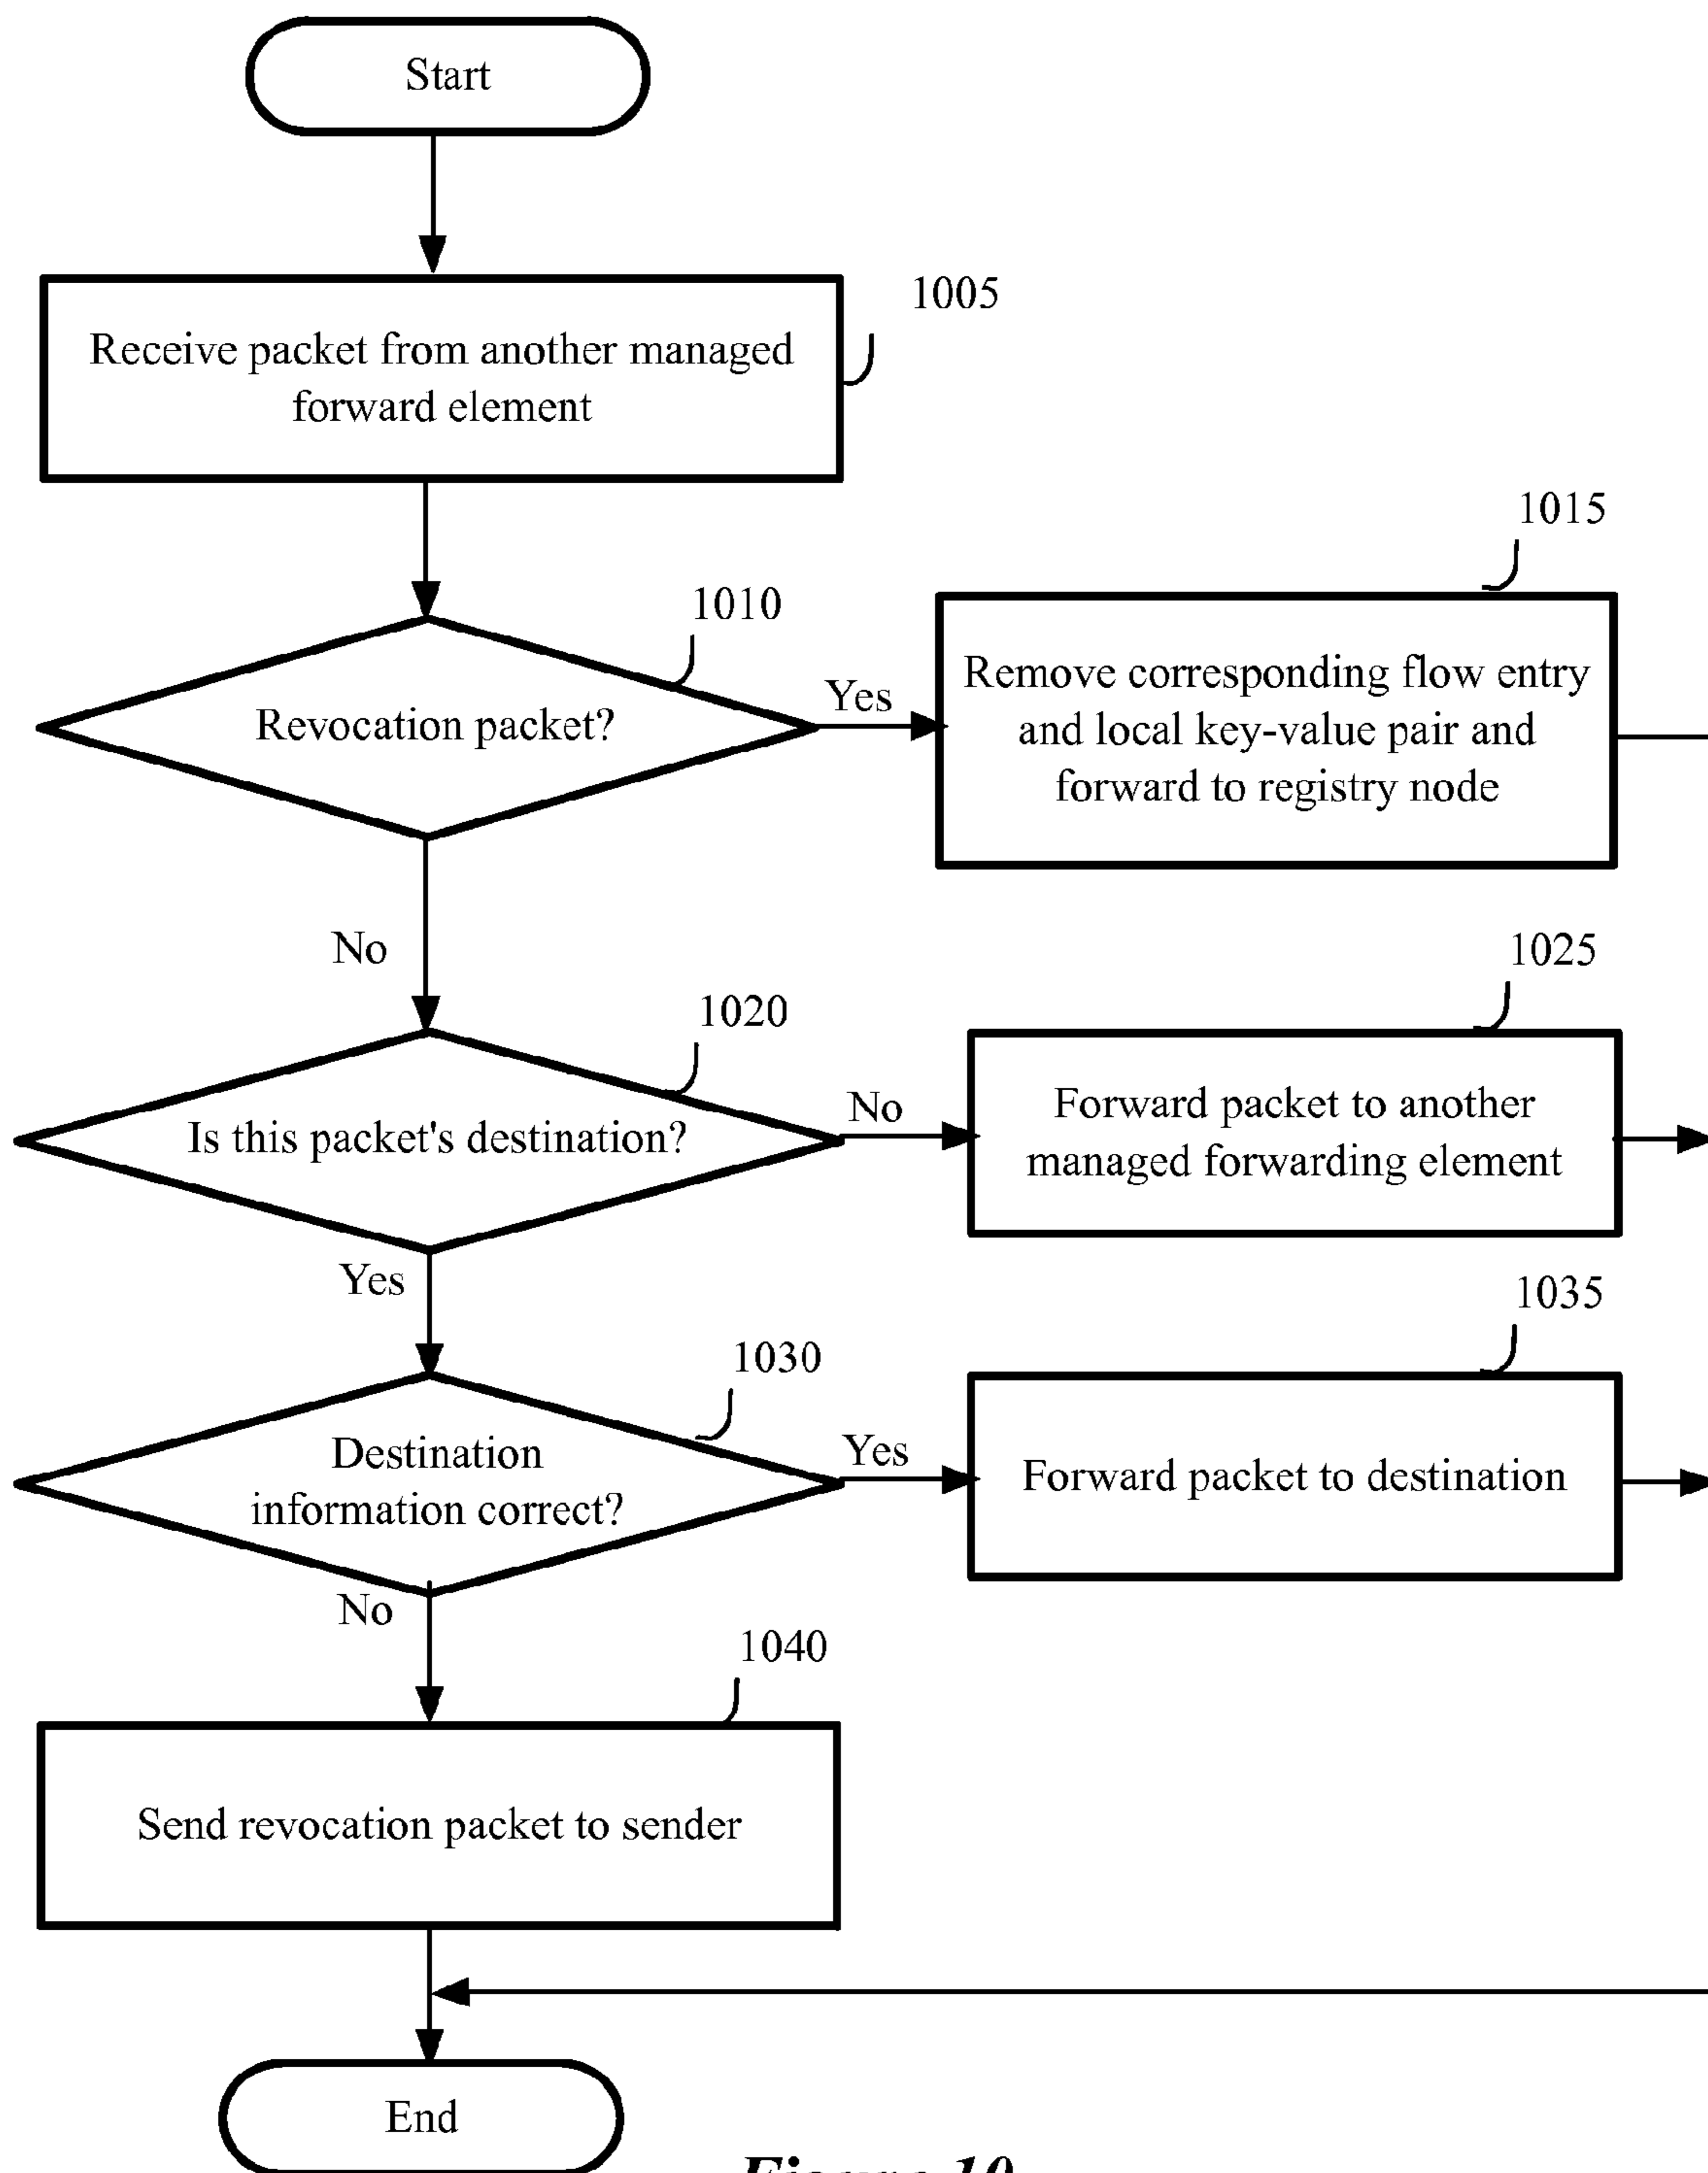 Start
1005
Receive packet from another managed
forward element
1015
1010
Revocation packet?
Yes
Remove corresponding flow entry
and local key-value pair and
forward to registry node
No
1025
1020
Is this packet's destination?
No
Forward packet to another
managed forwarding element
Yes
1035
1030
Destination
information correct?
Yes
Forward packet to destination
No
1040
Send revocation packet to sender
End
Figure 10